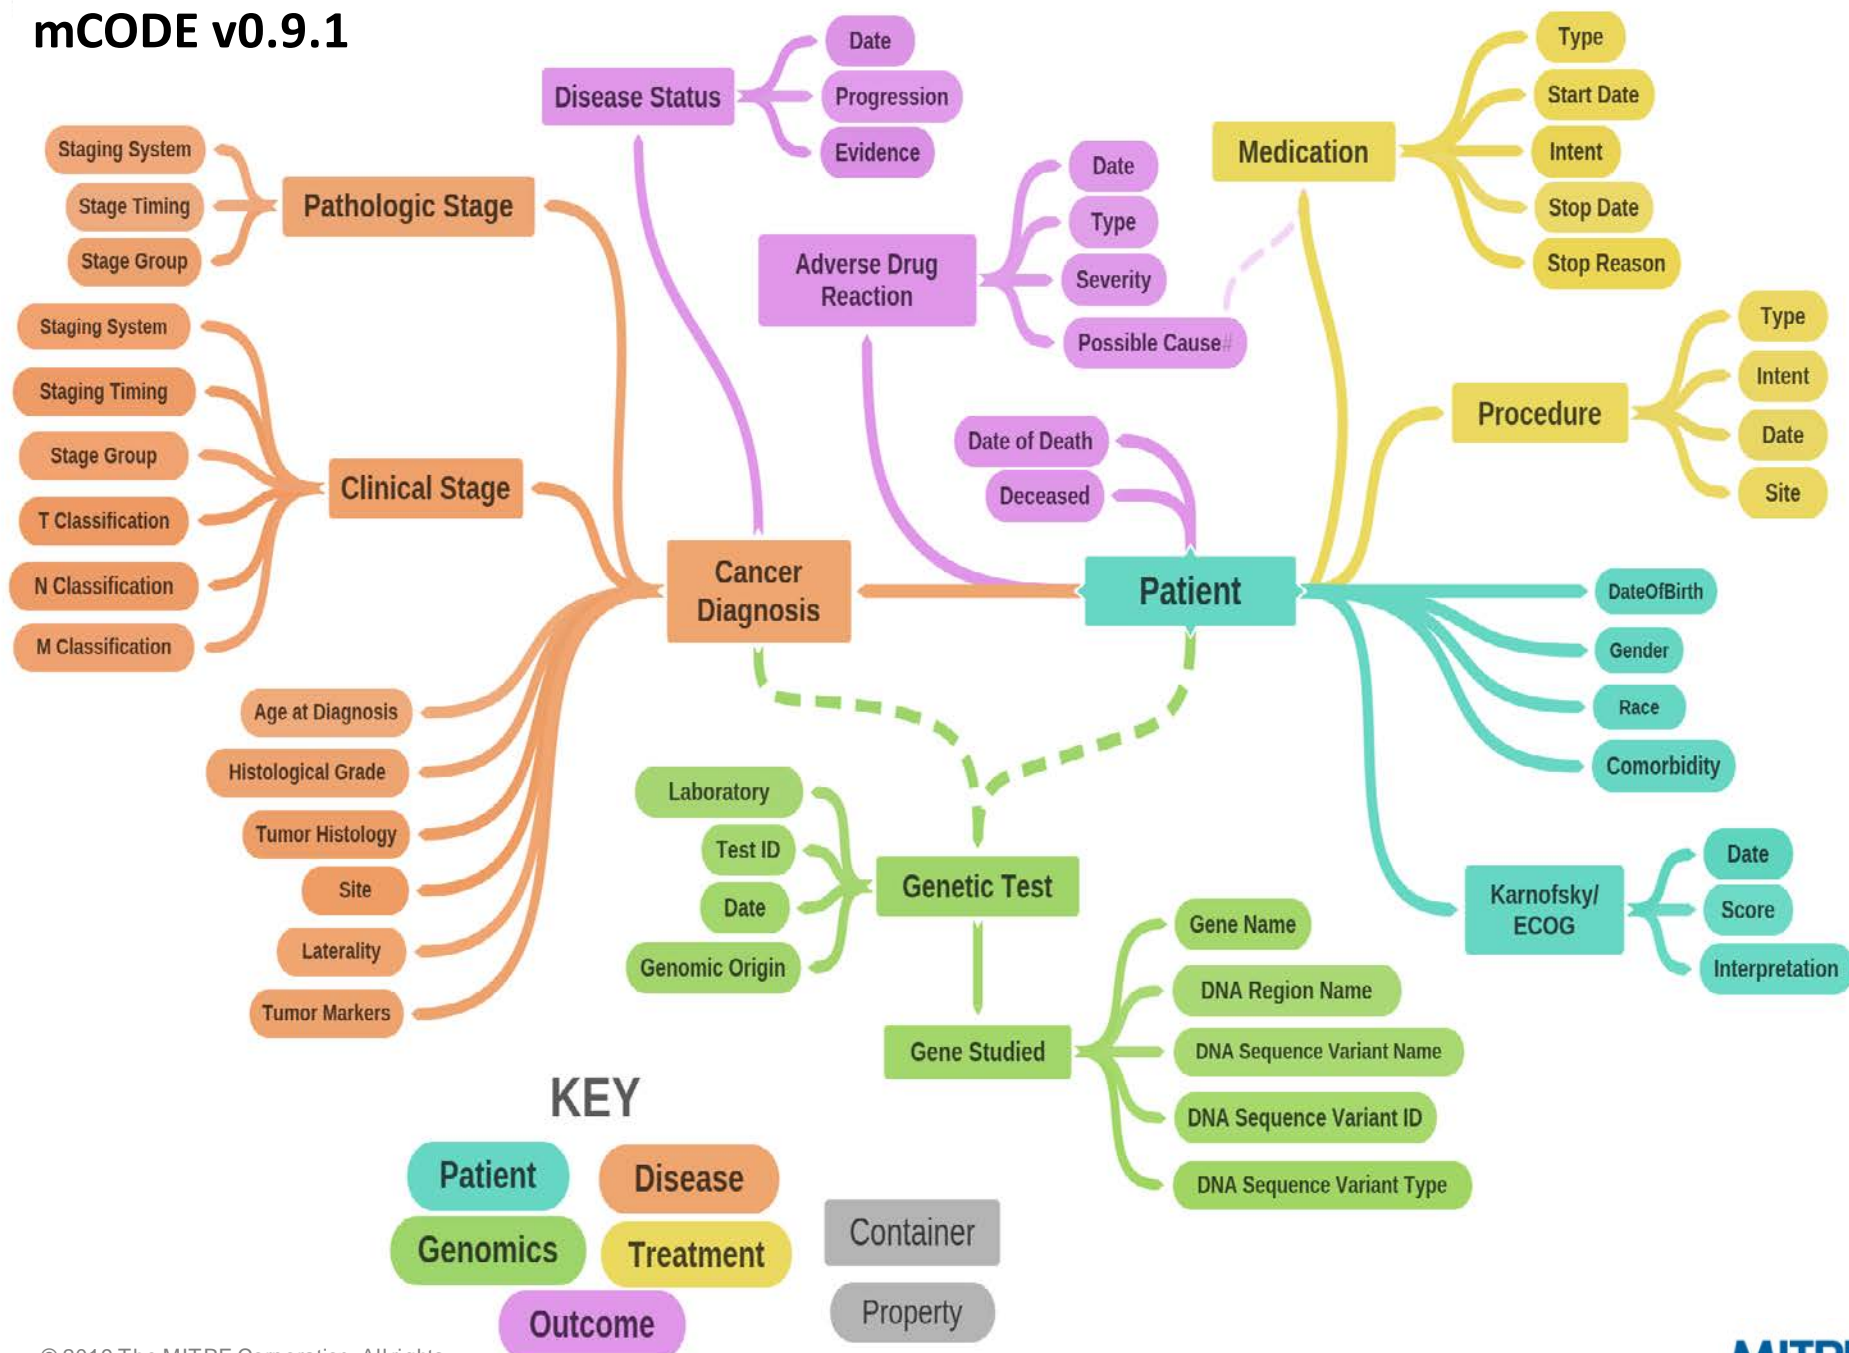 mCODE v0.9.1
Disease Status
Date
Progression
Evidence
Adverse Drug
Reaction
Date
Type
Severity
Possible Cause#
Medication
Type
Start Date
Intent
Stop Date
Stop Reason
Procedure
Type
Intent
Date
Site
Pathologic Stage
Staging System
Stage Timing
Stage Group
Clinical Stage
Staging System
Staging Timing
Stage Group
T Classification
N Classification
M Classification
Date of Death
Deceased
Cancer
Diagnosis
Patient
DateOfBirth
Gender
Race
Comorbidity
Karnofsky/
ECOG
Date
Score
Interpretation
Age at Diagnosis
Histological Grade
Tumor Histology
Site
Laterality
Tumor Markers
Genetic Test
Laboratory
Test ID
Date
Genomic Origin
Gene Studied
Gene Name
DNA Region Name
DNA Sequence Variant Name
DNA Sequence Variant ID
DNA Sequence Variant Type
KEY
Patient
Disease
Genomics
Treatment
Outcome
Container
Property